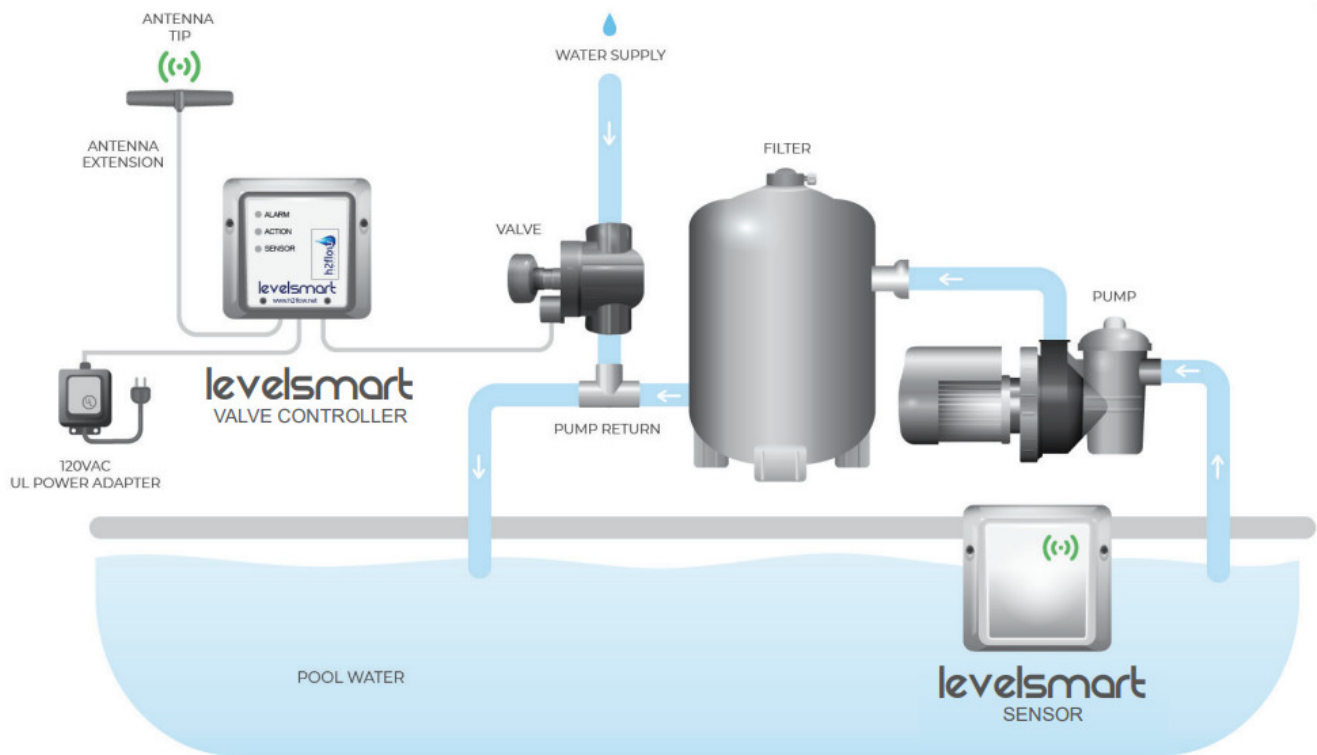 ANTENNA
TIP
WATER SUPPLY
ANTENNA
EXTENSION
FILTER
ALARM
ACTION
SENSOR
h2flow
levelsmart
www.h2flow.net
VALVE
PUMP
levelsmart
VALVE CONTROLLER
PUMP RETURN
UL
120VAC
UL POWER ADAPTER
POOL WATER
levelsmart
SENSOR